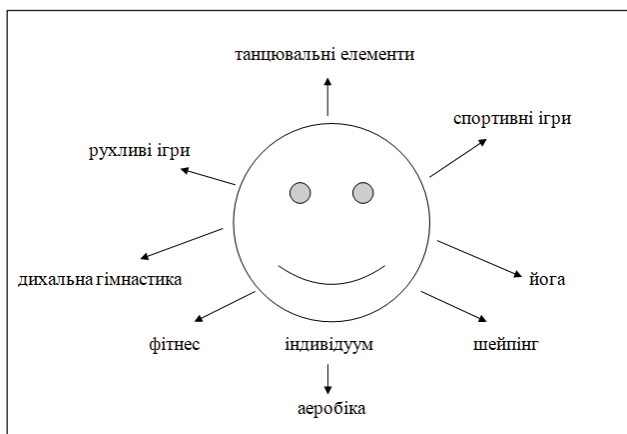 танцювальні елементи
спортивні ігри
рухливі ігри
дихальна гімнастика
йога
фітнес
індивідуум
шейпінг
аеробіка